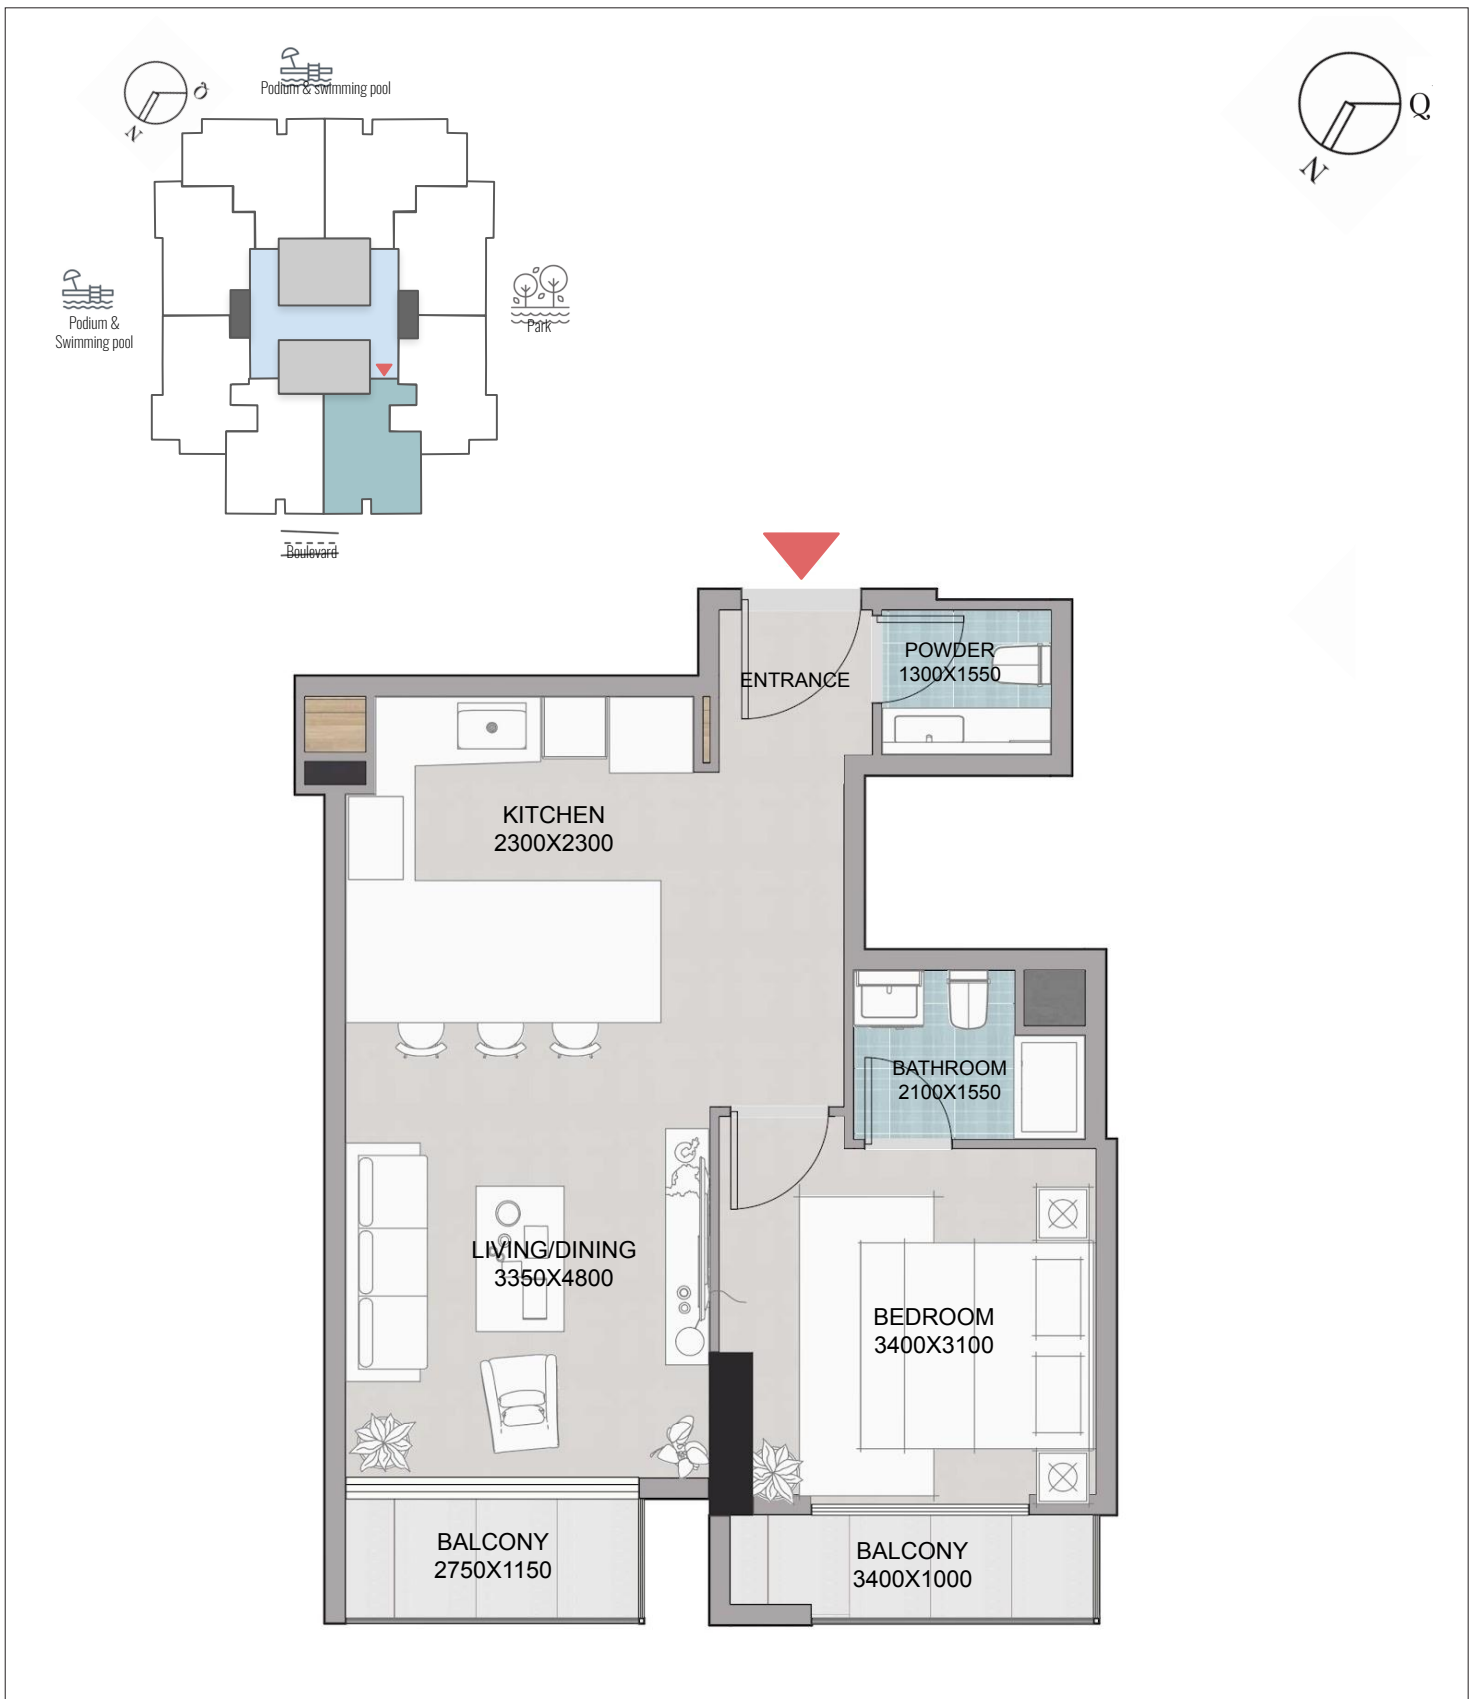 Podium & swimming pool
Q
N
Q
N
Podium &
Swimming pool
Park
Boulevard
ENTRANCE
POWDER
1300X1550
KITCHEN
2300X2300
BATHROOM
2100X1550
LIVING/DINING
3350X4800
BEDROOM
3400X3100
BALCONY
2750X1150
BALCONY
3400X1000